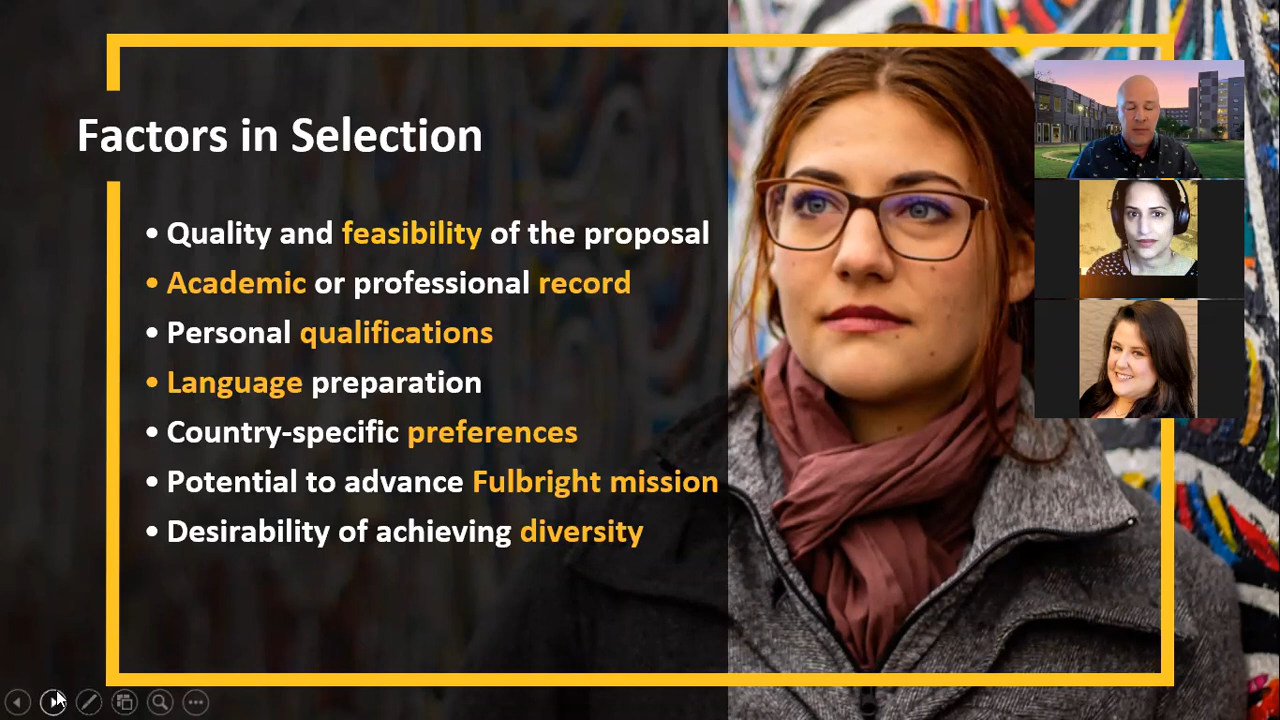 Factors in Selection
• Quality and feasibility of the proposal
• Academic or professional record
• Personal qualifications
• Language preparation
• Country-specific preferences
• Potential to advance Fulbright mission
• Desirability of achieving diversity